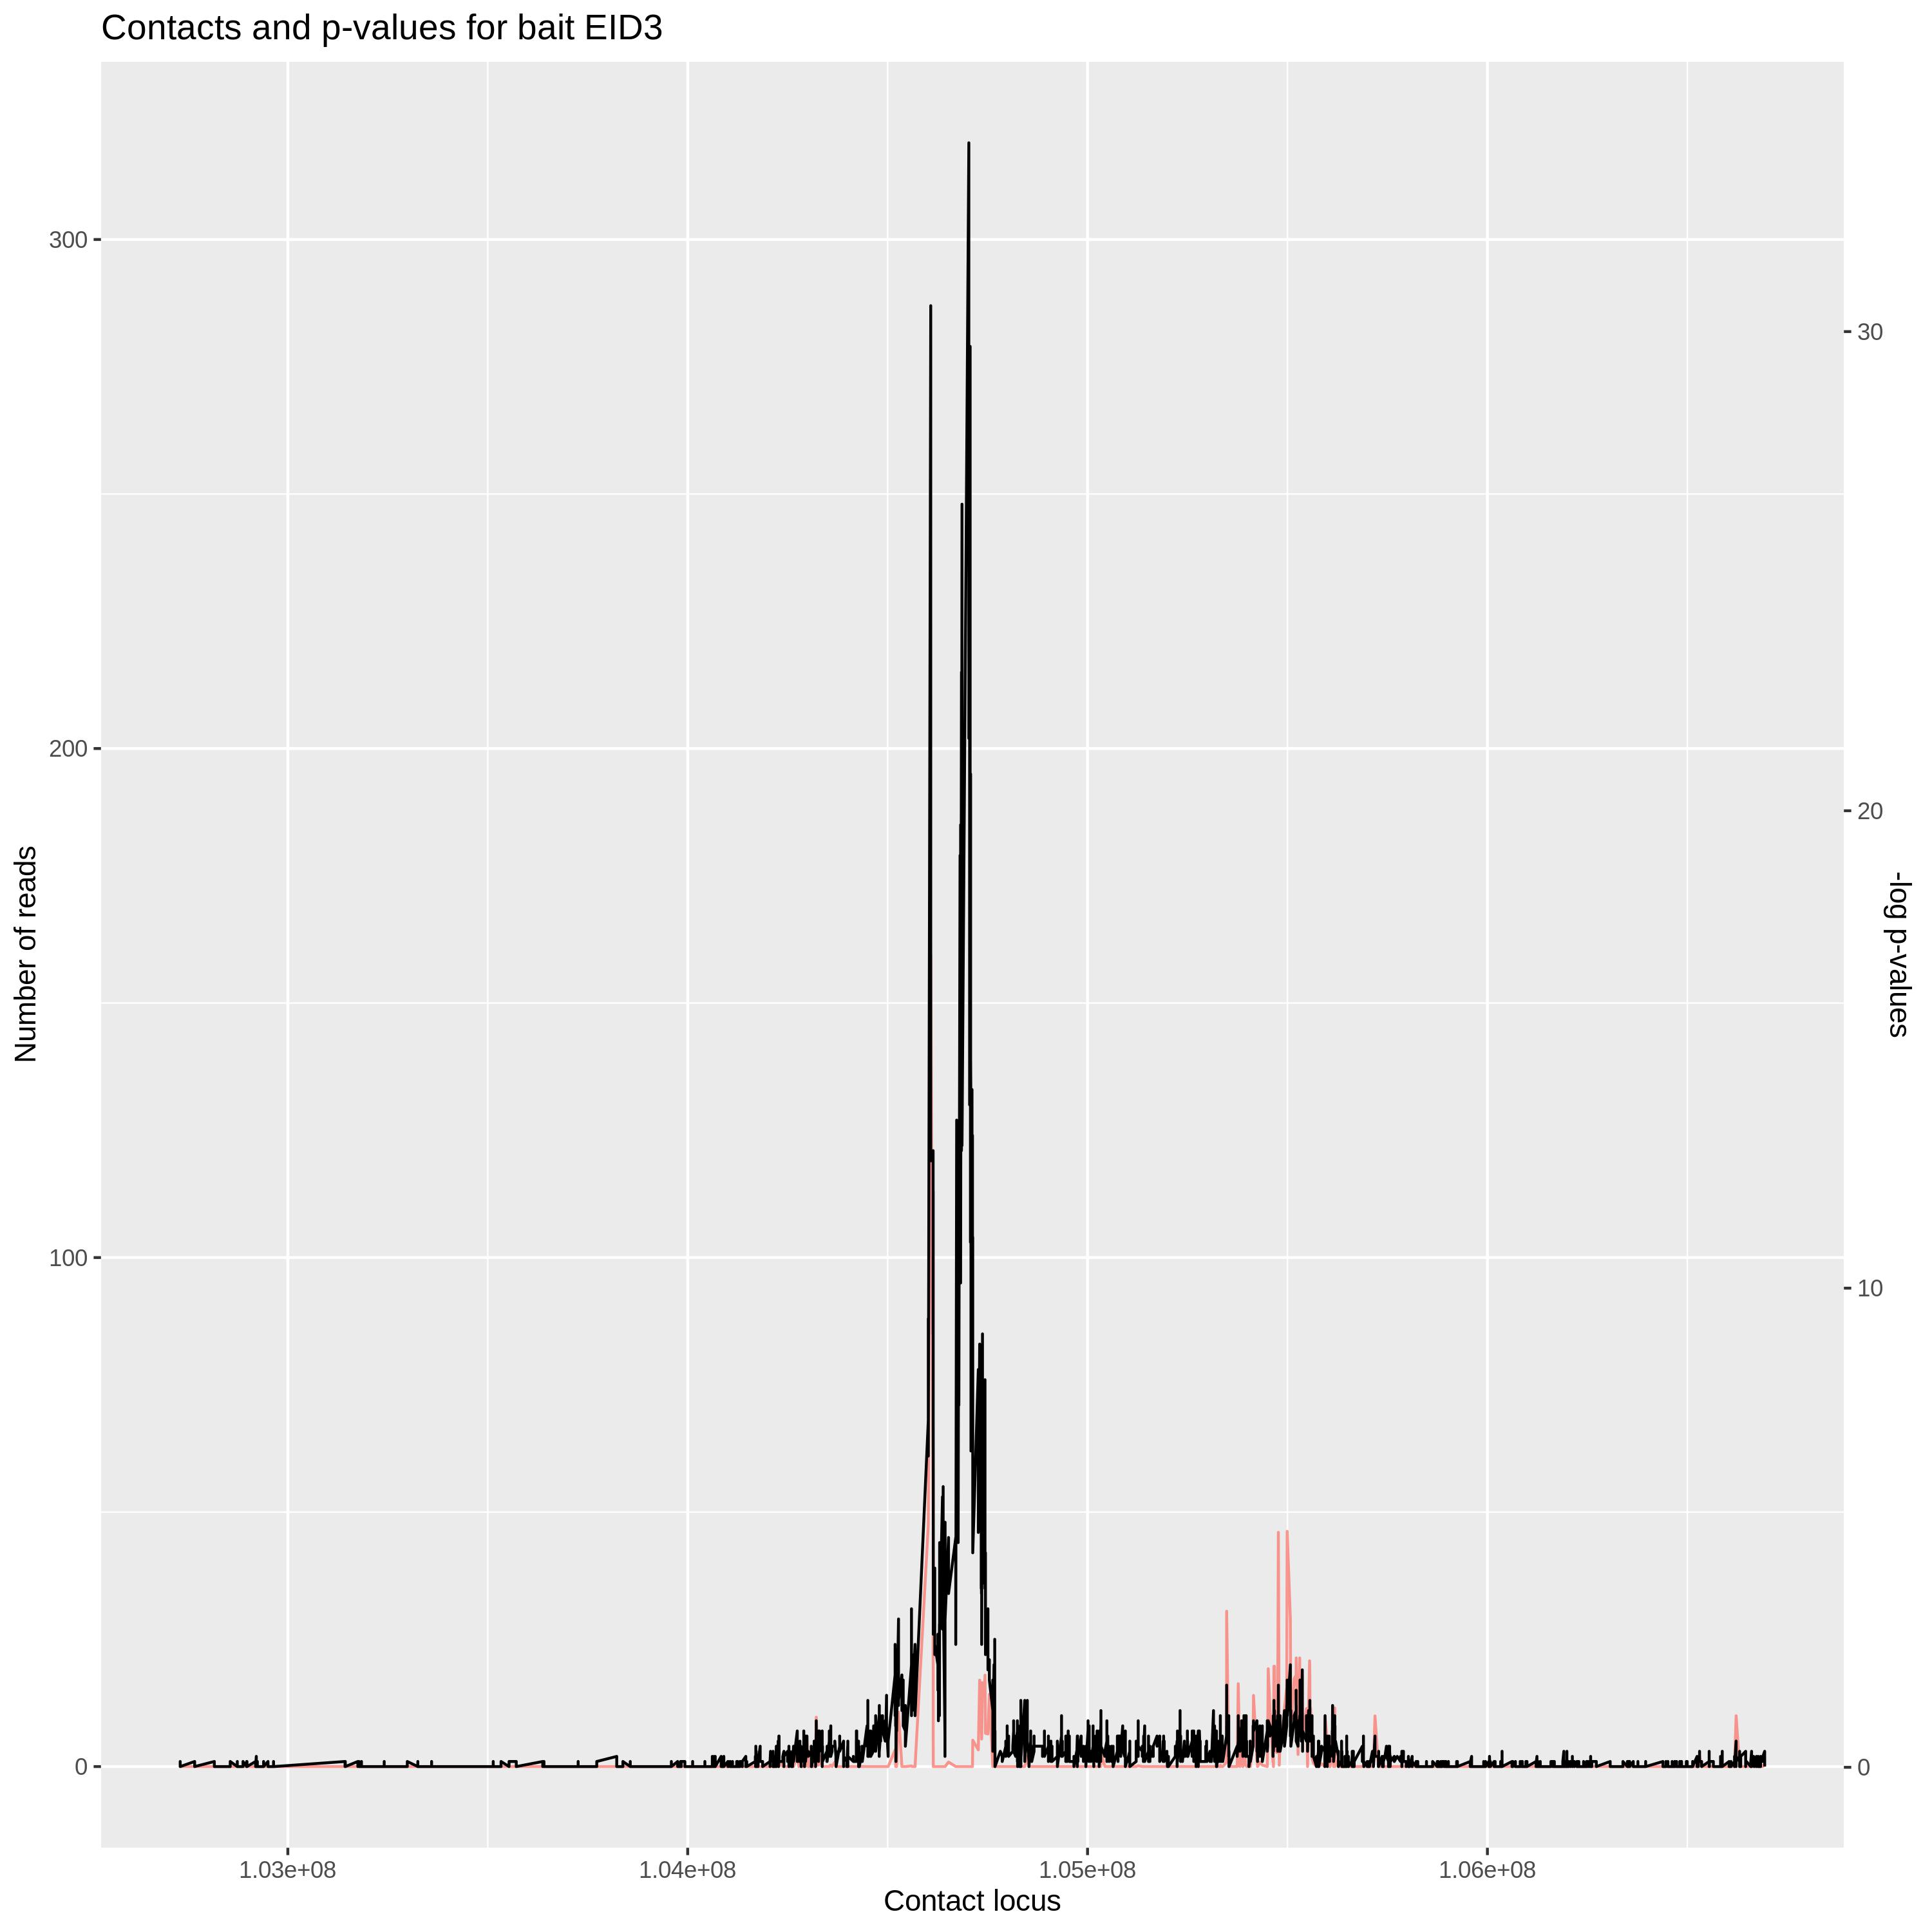 Contacts and p-values for bait EID3
300
200
100
0
30
20
10
0
Number of reads
-log p-values
1.03e+08
1.04e+08
1.05e+08
1.06e+08
Contact locus